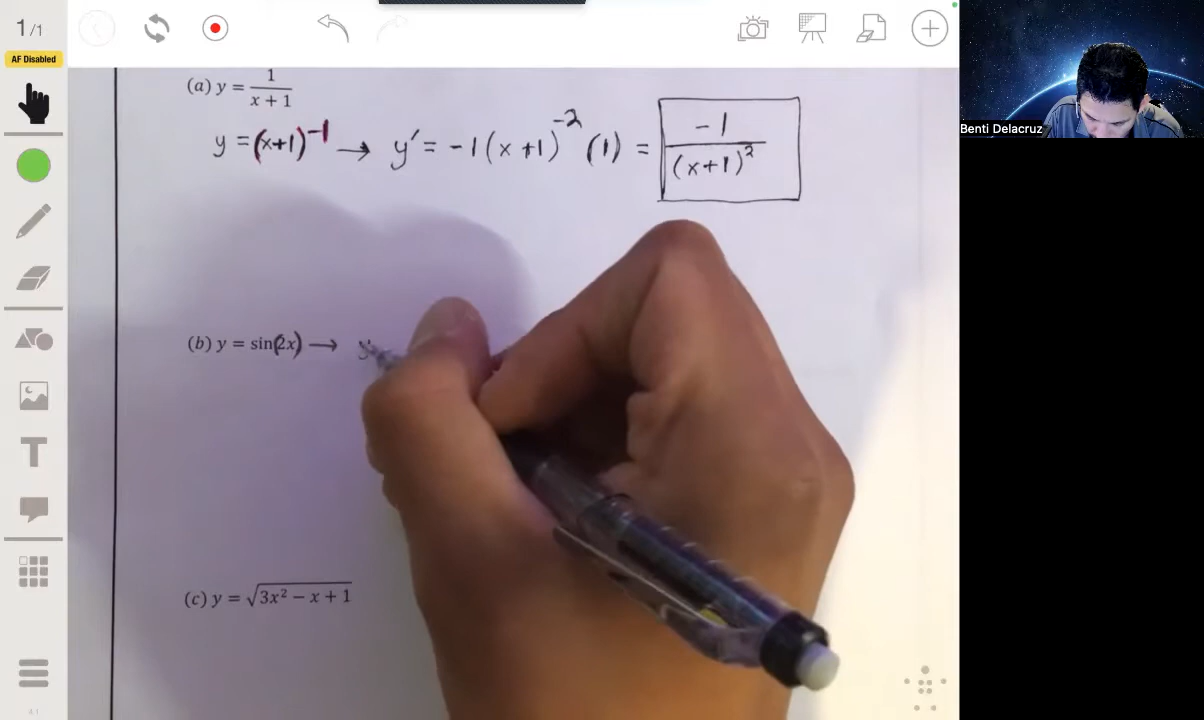 1/1
AF Disabled
(a) y = 1/(x + 1)
y = (x+1)^-1 → y' = -1(x+1)^-2 (1) = -1/(x+1)^2
Benti Delacruz
(b) y = sin(2x) → y'
(c) y = √(3x² − x + 1)
T